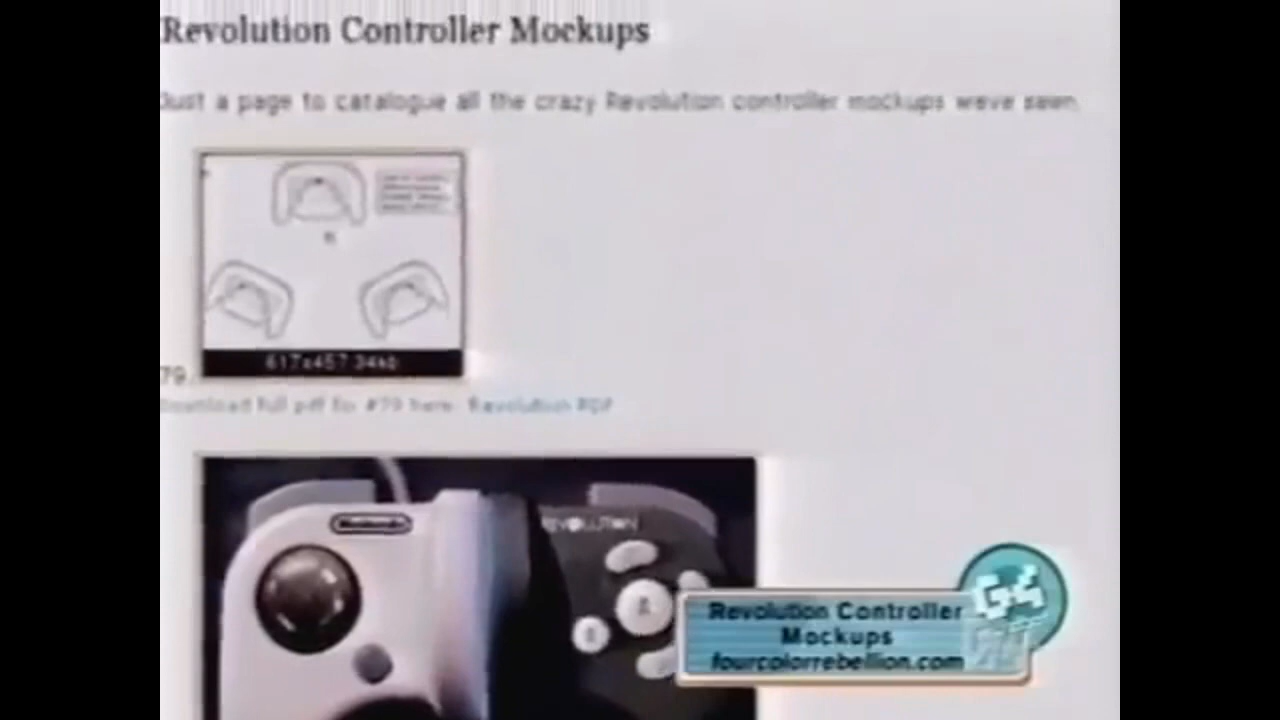 Revolution Controller Mockups
Just a page to catalogue all the crazy Revolution controller mockups weve sawn.
617x457 34kb
79.
Download full pdf for #79 here: Revolution PDF
Nintendo
REVOLUTION
Revolution Controller
Mockups
fourcolorrebellion.com